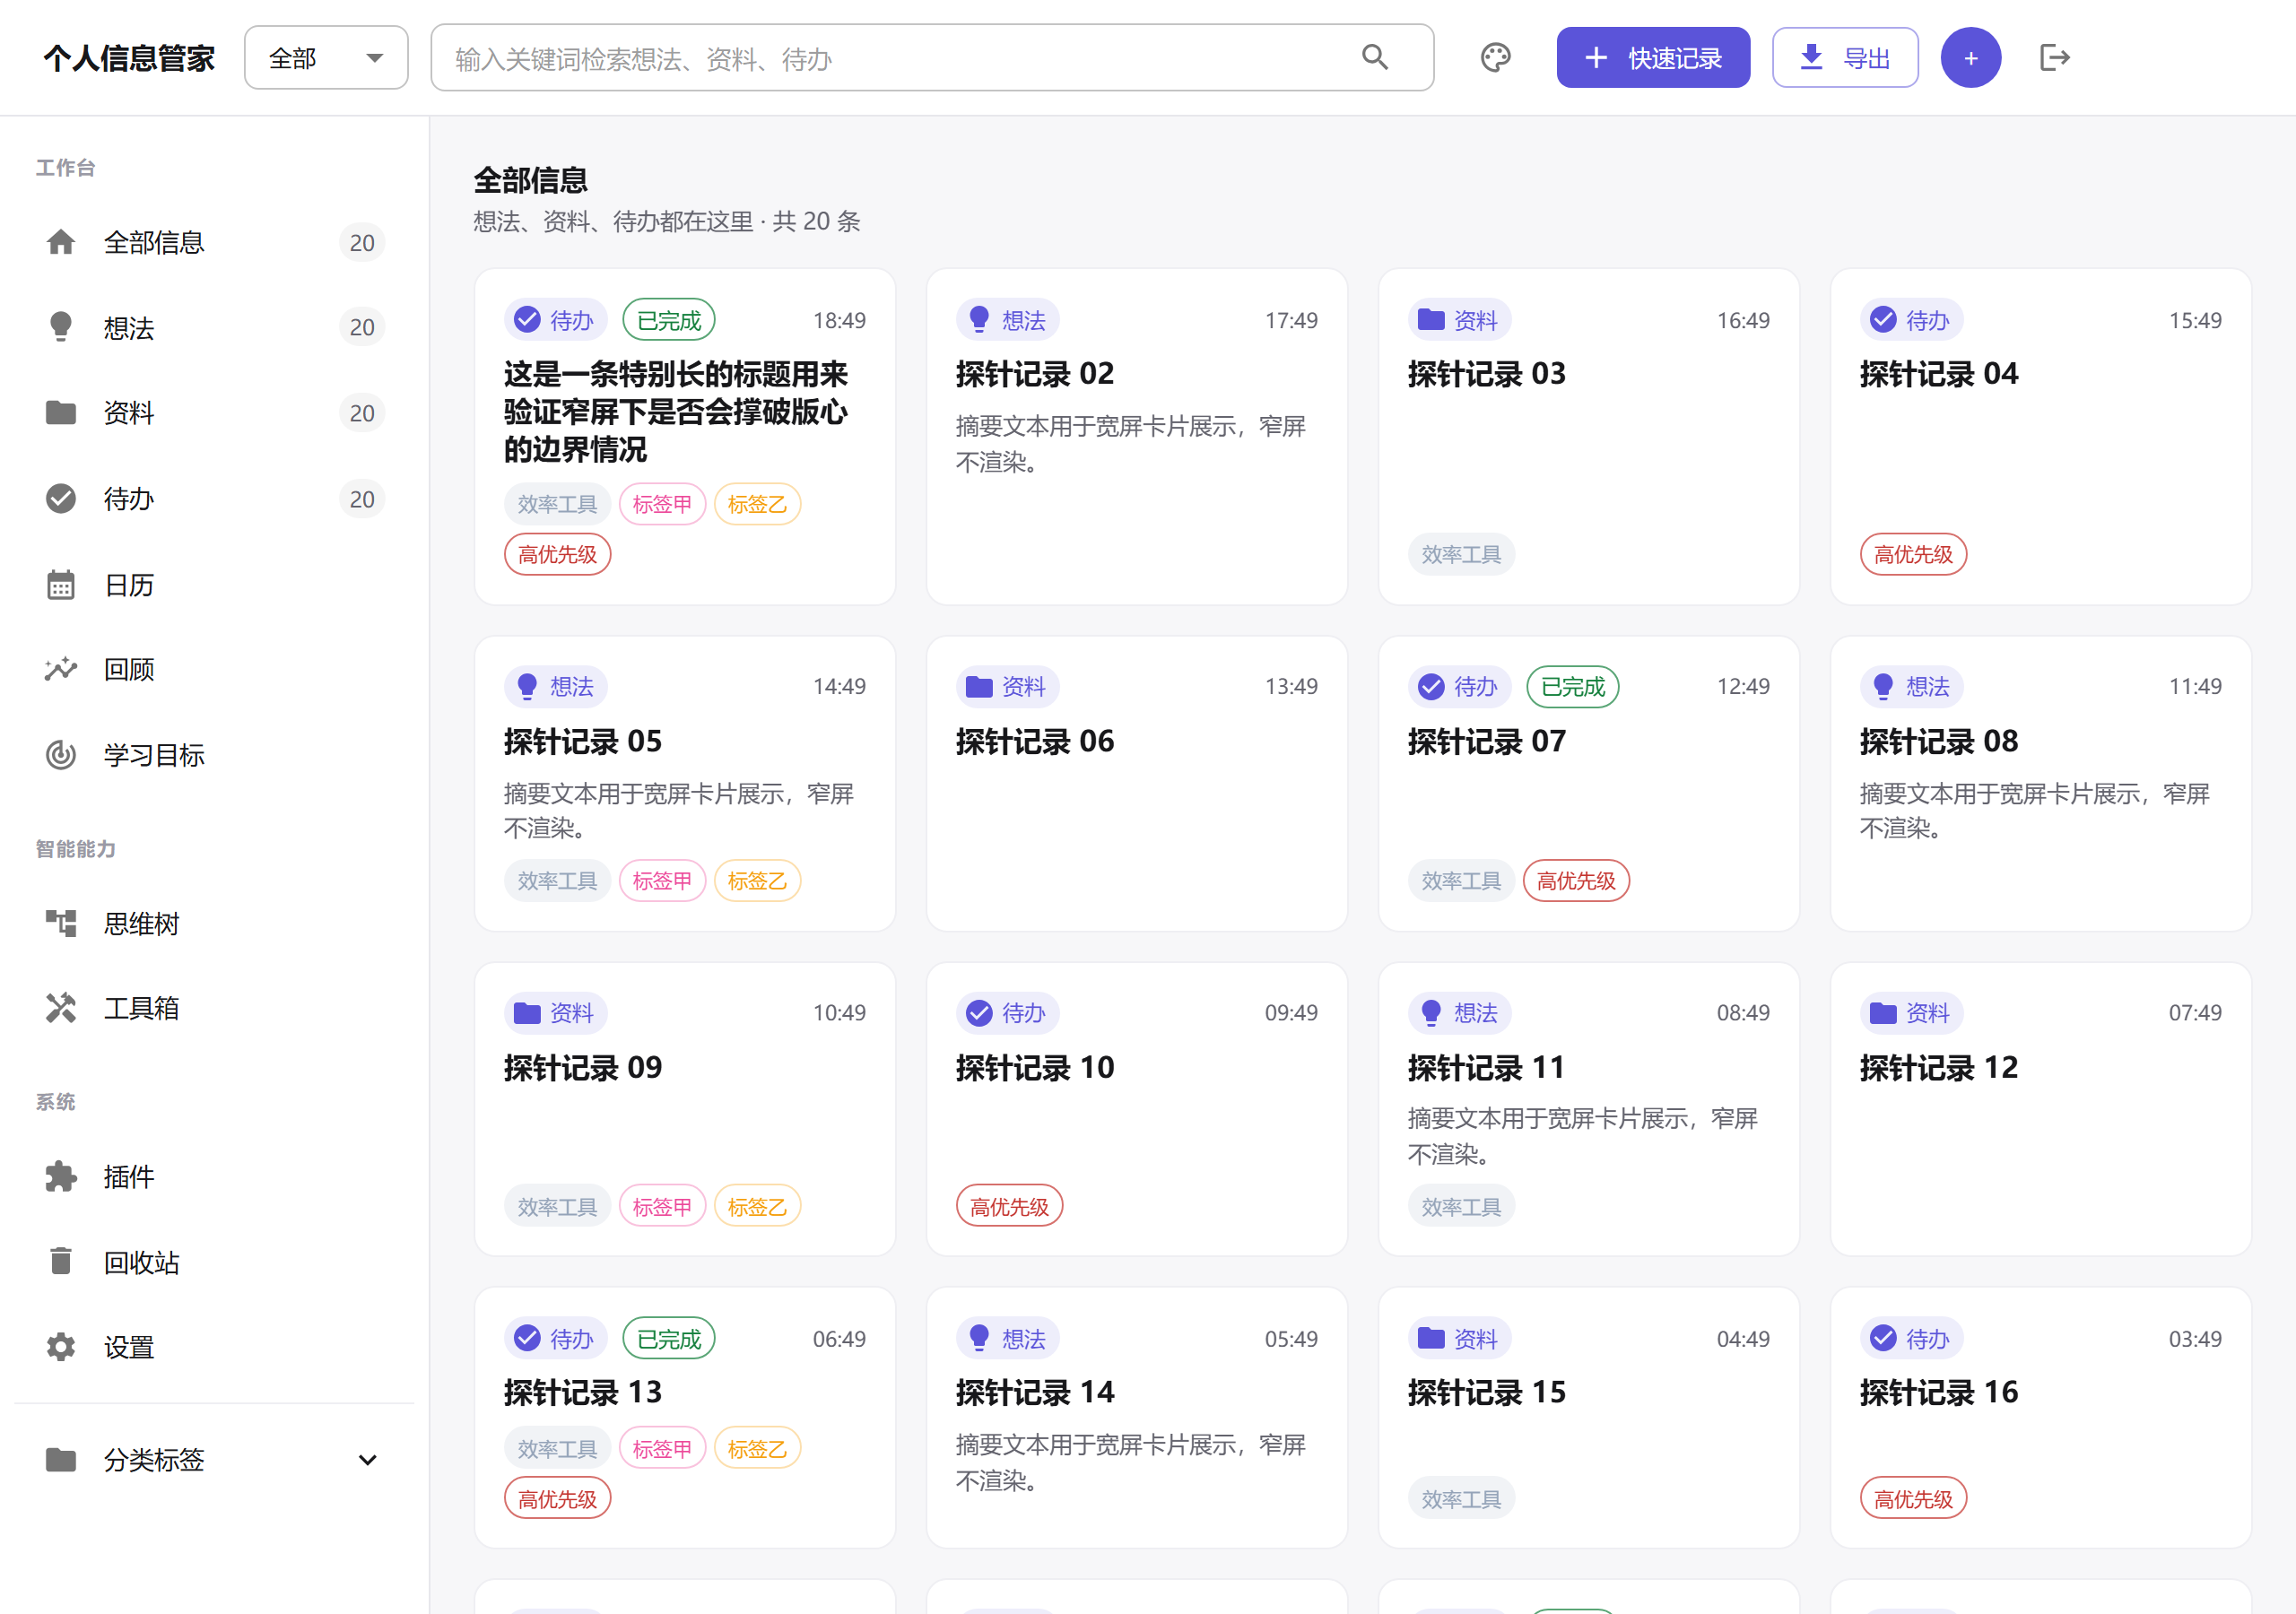 个人信息管家
全部
输入关键词检索想法、资料、待办
快速记录
导出
+
工作台
全部信息 20
想法 20
资料 20
待办 20
日历
回顾
学习目标
智能能力
思维树
工具箱
系统
插件
回收站
设置
分类标签
全部信息
想法、资料、待办都在这里 · 共 20 条
待办 已完成 18:49
这是一条特别长的标题用来
验证窄屏下是否会撑破版心
的边界情况
效率工具 标签甲 标签乙
高优先级
想法 17:49
探针记录 02
摘要文本用于宽屏卡片展示，窄屏
不渲染。
资料 16:49
探针记录 03
效率工具
待办 15:49
探针记录 04
高优先级
想法 14:49
探针记录 05
摘要文本用于宽屏卡片展示，窄屏
不渲染。
效率工具 标签甲 标签乙
资料 13:49
探针记录 06
待办 已完成 12:49
探针记录 07
效率工具 高优先级
想法 11:49
探针记录 08
摘要文本用于宽屏卡片展示，窄屏
不渲染。
资料 10:49
探针记录 09
效率工具 标签甲 标签乙
待办 09:49
探针记录 10
高优先级
想法 08:49
探针记录 11
摘要文本用于宽屏卡片展示，窄屏
不渲染。
效率工具
资料 07:49
探针记录 12
待办 已完成 06:49
探针记录 13
效率工具 标签甲 标签乙
高优先级
想法 05:49
探针记录 14
摘要文本用于宽屏卡片展示，窄屏
不渲染。
资料 04:49
探针记录 15
效率工具
待办 03:49
探针记录 16
高优先级